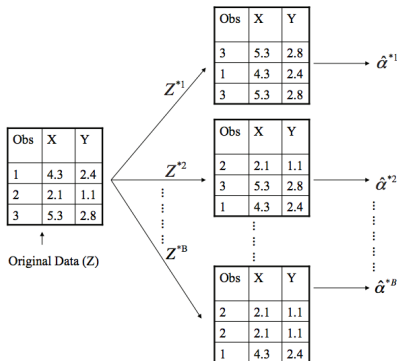 Obs X Y
3 5.3 2.8
1 4.3 2.4
3 5.3 2.8
Z*1
α̂*1
Obs X Y
1 4.3 2.4
2 2.1 1.1
3 5.3 2.8
Original Data (Z)
Z*2
Obs X Y
2 2.1 1.1
3 5.3 2.8
1 4.3 2.4
α̂*2
Z*B
Obs X Y
2 2.1 1.1
2 2.1 1.1
1 4.3 2.4
α̂*B